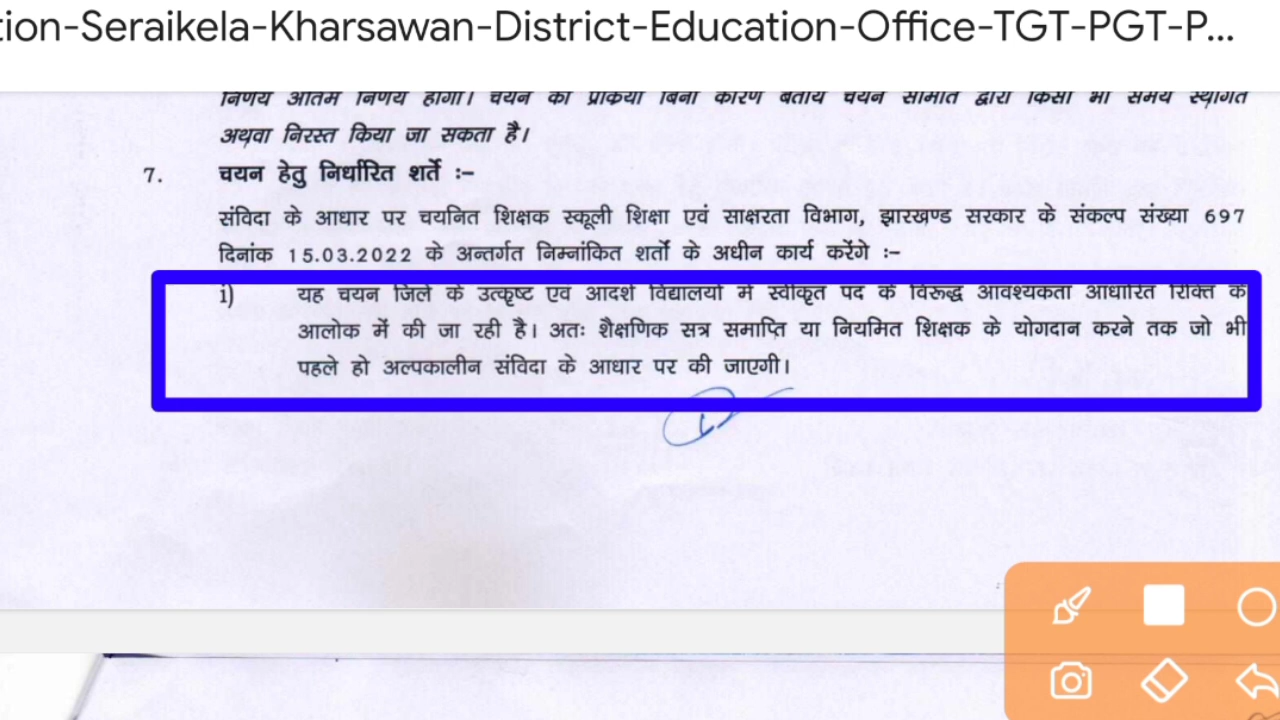 tion-Seraikela-Kharsawan-District-Education-Office-TGT-PGT-P...
निर्णय अंतिम निर्णय होगा। चयन की प्रक्रिया बिना कारण बताये चयन समिति द्वारा किसी भी समय स्थगित
अथवा निरस्त किया जा सकता है।
7. चयन हेतु निर्धारित शर्ते :–
संविदा के आधार पर चयनित शिक्षक स्कूली शिक्षा एवं साक्षरता विभाग, झारखण्ड सरकार के संकल्प संख्या 697
दिनांक 15.03.2022 के अन्तर्गत निम्नांकित शर्तों के अधीन कार्य करेंगे :–
i) यह चयन जिले के उत्कृष्ट एवं आदर्श विद्यालयों में स्वीकृत पद के विरूद्ध आवश्यकता आधारित रिक्ति के
आलोक में की जा रही है। अतः शैक्षणिक सत्र समाप्ति या नियमित शिक्षक के योगदान करने तक जो भी
पहले हो अल्पकालीन संविदा के आधार पर की जाएगी।